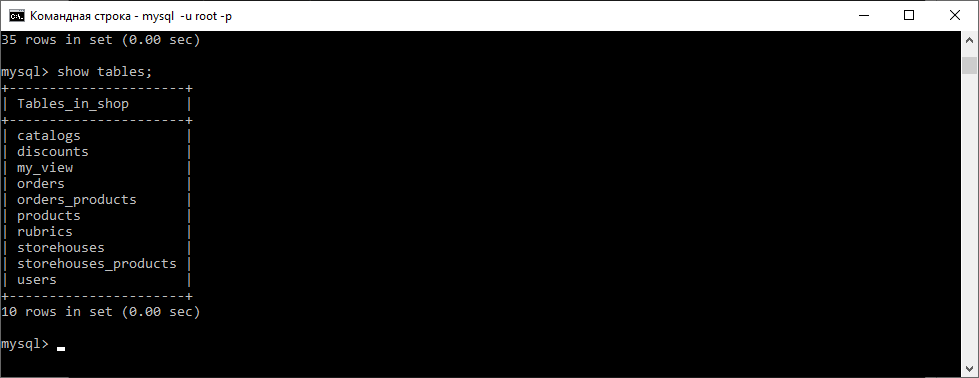 Командная строка - mysql -u root -p
35 rows in set (0.00 sec)
mysql> show tables;
+----------------------+
| Tables_in_shop       |
+----------------------+
| catalogs             |
| discounts            |
| my_view              |
| orders               |
| orders_products      |
| products             |
| rubrics              |
| storehouses          |
| storehouses_products |
| users                |
+----------------------+
10 rows in set (0.00 sec)
mysql>